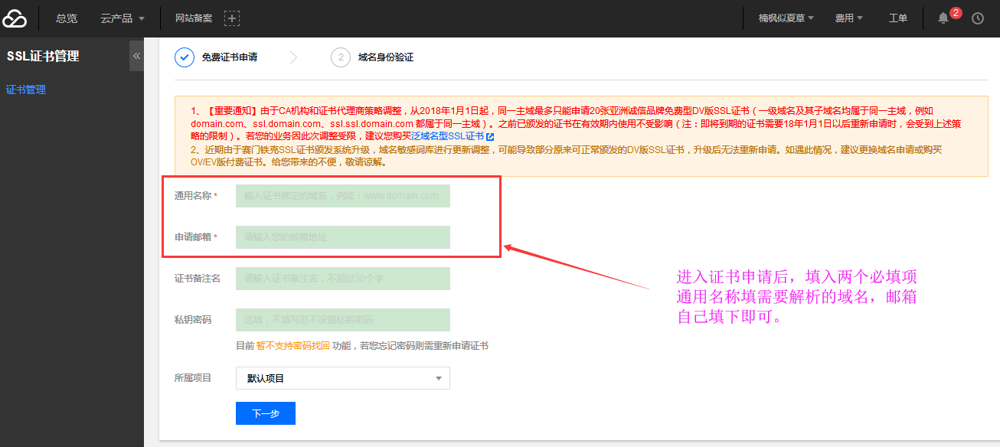 总览 云产品 网站备案 楠枫似夏草 费用 工单 2
SSL证书管理
证书管理
免费证书申请 2 域名身份验证
1、【重要通知】由于CA机构和证书代理商策略调整，从2018年1月1日起，同一主域最多只能申请20张亚洲诚信品牌免费型DV版SSL证书（一级域名及其子域名均属于同一主域，例如
domain.com、ssl.domain.com、ssl.ssl.domain.com 都属于同一主域）。之前已颁发的证书在有效期内使用不受影响（注：即将到期的证书需要18年1月1日以后重新申请时，会受到上述策
略的限制）。若您的业务因此次调整受限，建议您购买泛域名型SSL证书
2、近期由于赛门铁克SSL证书颁发系统升级，域名敏感词库进行更新调整，可能导致部分原来可正常颁发的DV版SSL证书，升级后无法重新申请。如遇此情况，建议更换域名申请或购买
OV/EV版付费证书。给您带来的不便，敬请谅解。
通用名称 * 输入证书绑定的域名，例如：www.domain.com
申请邮箱 * 请输入您的邮箱地址
证书备注名 请输入证书备注名，不超过30个字
私钥密码 选填，不填写则不设置私钥密码
目前 暂不支持密码找回 功能，若您忘记密码则需重新申请证书
所属项目 默认项目
下一步
进入证书申请后，填入两个必填项
通用名称填需要解析的域名，邮箱
自己填下即可。